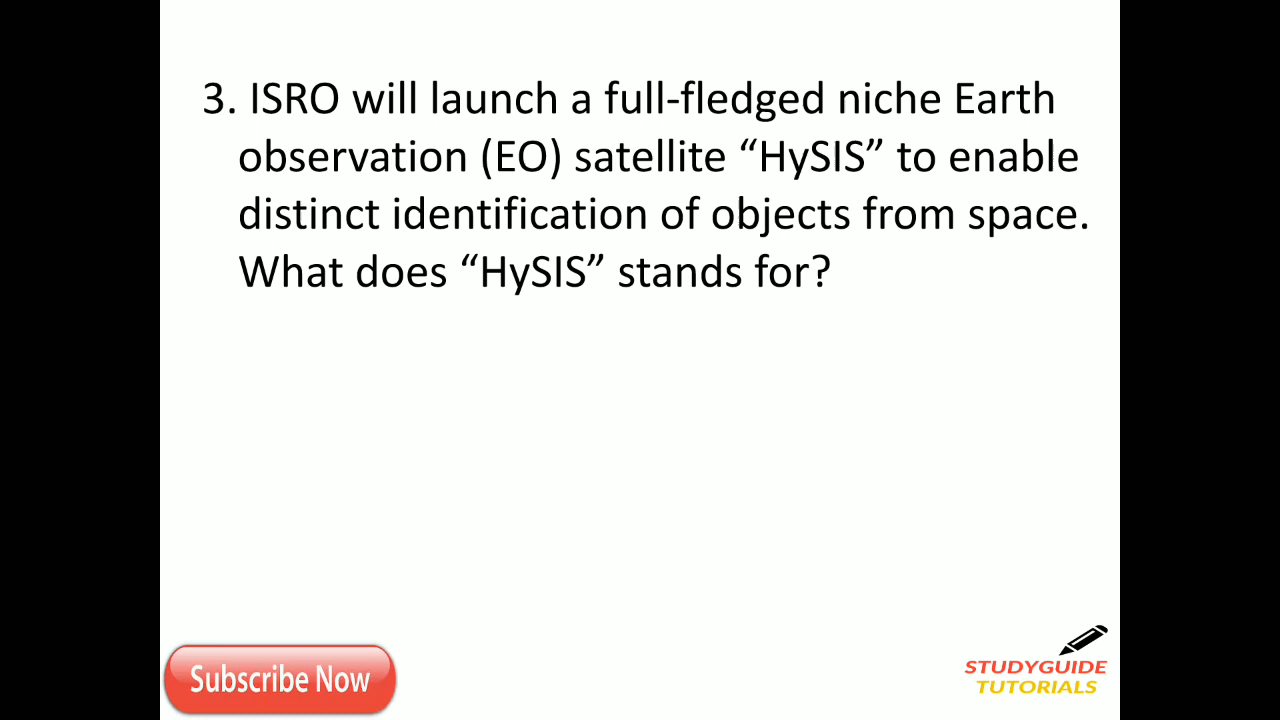 3. ISRO will launch a full-fledged niche Earth
observation (EO) satellite “HySIS” to enable
distinct identification of objects from space.
What does “HySIS” stands for?
Subscribe Now
STUDYGUIDE
TUTORIALS